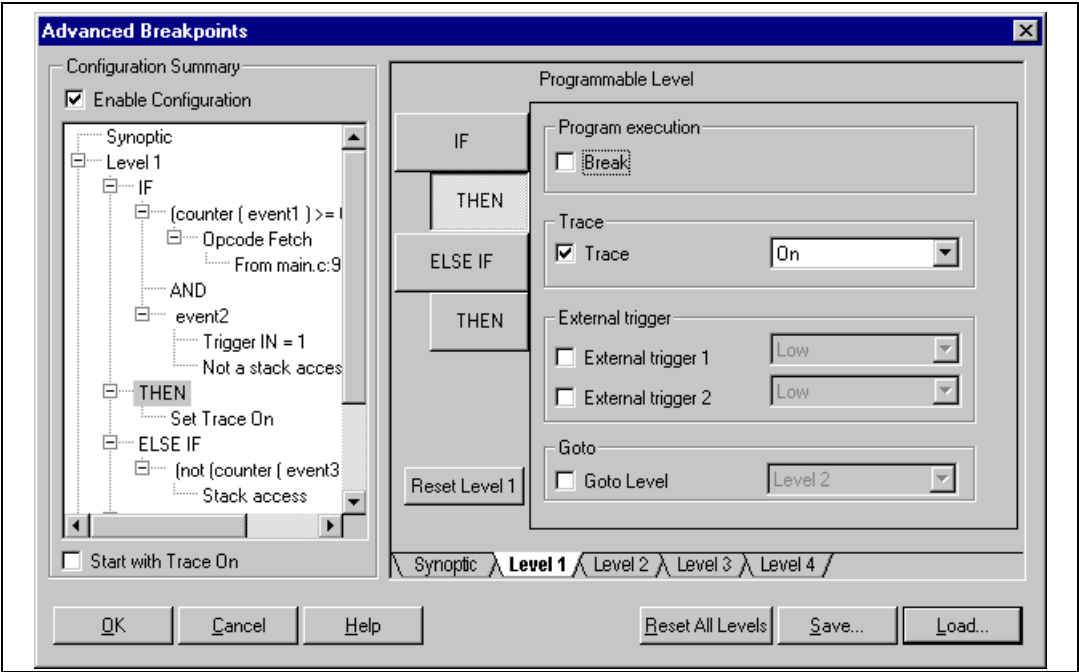 Advanced Breakpoints
Configuration Summary
Enable Configuration
Synoptic
Level 1
IF
(counter ( event1 ) >=
Opcode Fetch
From main.c:9
AND
event2
Trigger IN = 1
Not a stack acces
THEN
Set Trace On
ELSE IF
(not (counter ( event3
Stack access
Start with Trace On
Programmable Level
IF
THEN
ELSE IF
THEN
Reset Level 1
Program execution
Break
Trace
Trace On
External trigger
External trigger 1 Low
External trigger 2 Low
Goto
Goto Level Level 2
Synoptic Level 1 Level 2 Level 3 Level 4
OK Cancel Help Reset All Levels Save... Load...